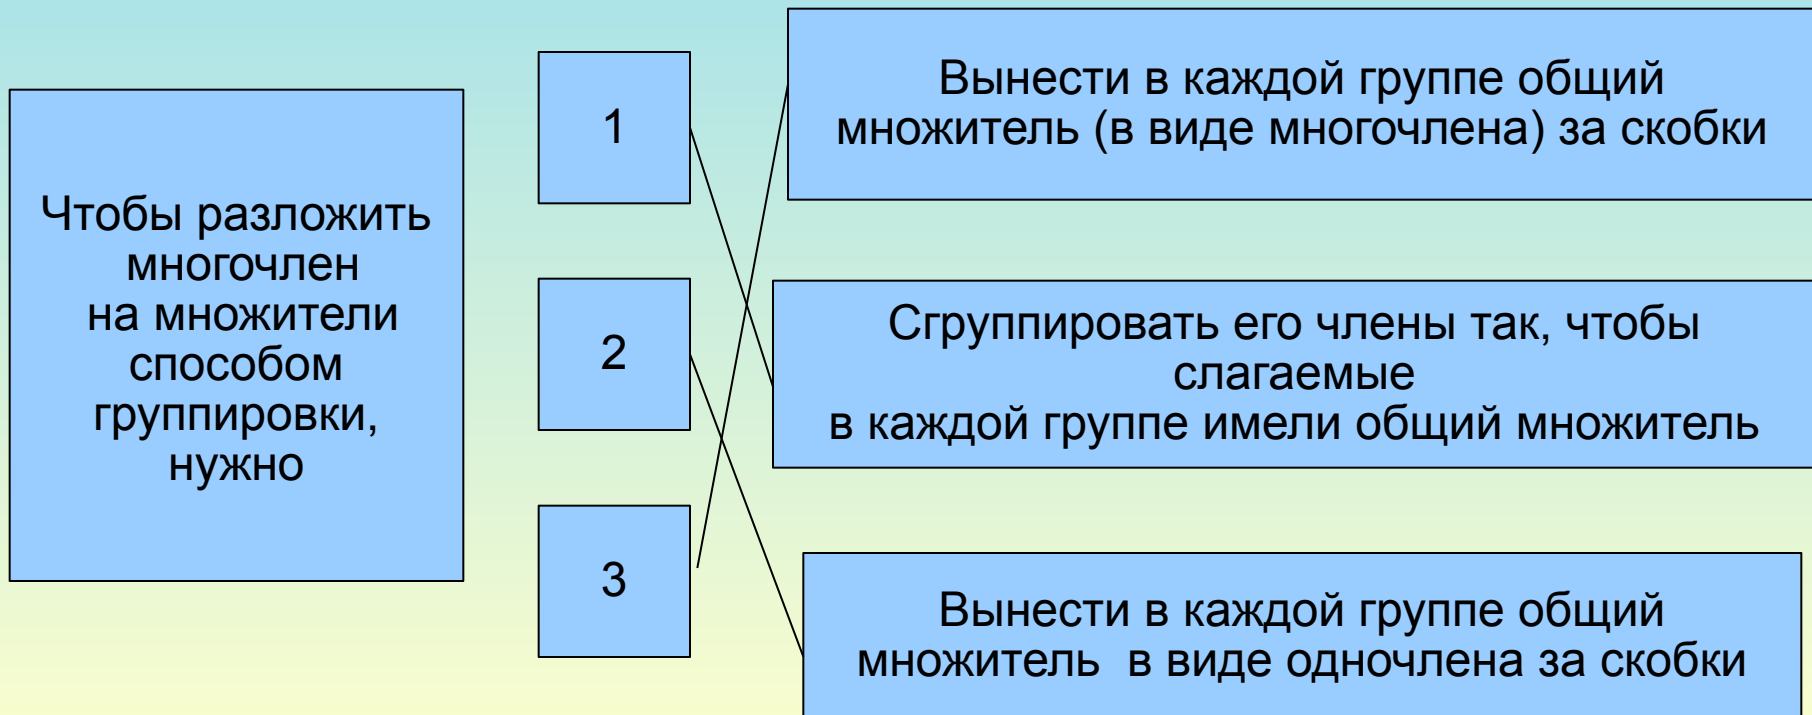 Чтобы разложить
многочлен
на множители
способом
группировки,
нужно
1
2
3
Вынести в каждой группе общий
множитель (в виде многочлена) за скобки
Сгруппировать его члены так, чтобы
слагаемые
в каждой группе имели общий множитель
Вынести в каждой группе общий
множитель  в виде одночлена за скобки